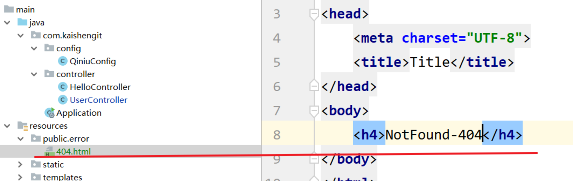 main
java
com.kaishengit
config
QiniuConfig
controller
HelloController
UserController
Application
resources
public.error
404.html
static
templates
3 <head>
4 <meta charset="UTF-8">
5 <title>Title</title>
6 </head>
7 <body>
8 <h4>NotFound-404</h4>
9 </body>
10 </html>